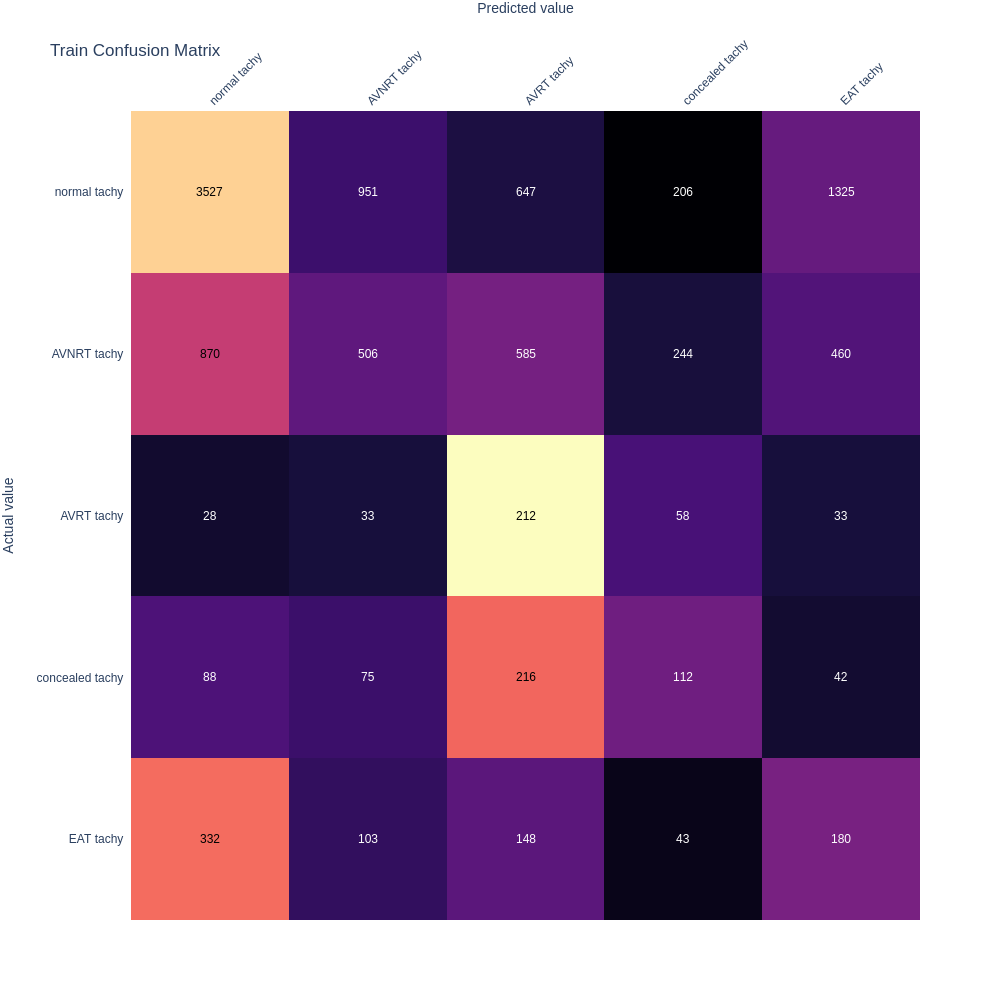 Predicted value
Train Confusion Matrix
normal tachy
AVNRT tachy
AVRT tachy
concealed tachy
EAT tachy
normal tachy 3527 951 647 206 1325
AVNRT tachy 870 506 585 244 460
Actual value
AVRT tachy 28 33 212 58 33
concealed tachy 88 75 216 112 42
EAT tachy 332 103 148 43 180